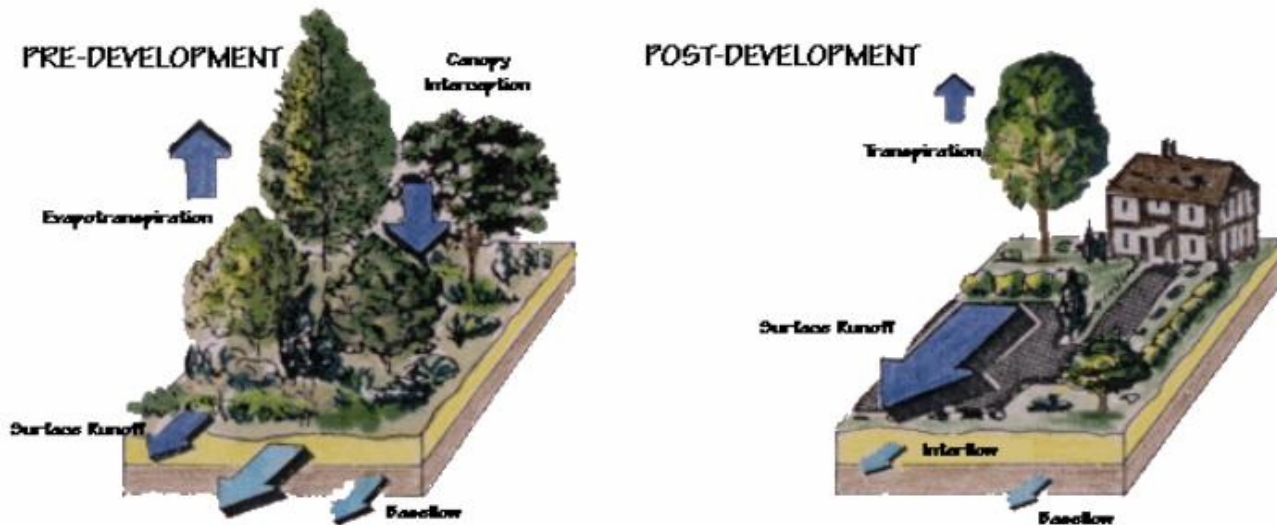 PRE-DEVELOPMENT
Canopy
Interception
Evapotranspiration
Surface Runoff
Baseflow
POST-DEVELOPMENT
Transpiration
Surface Runoff
Interflow
Baseflow